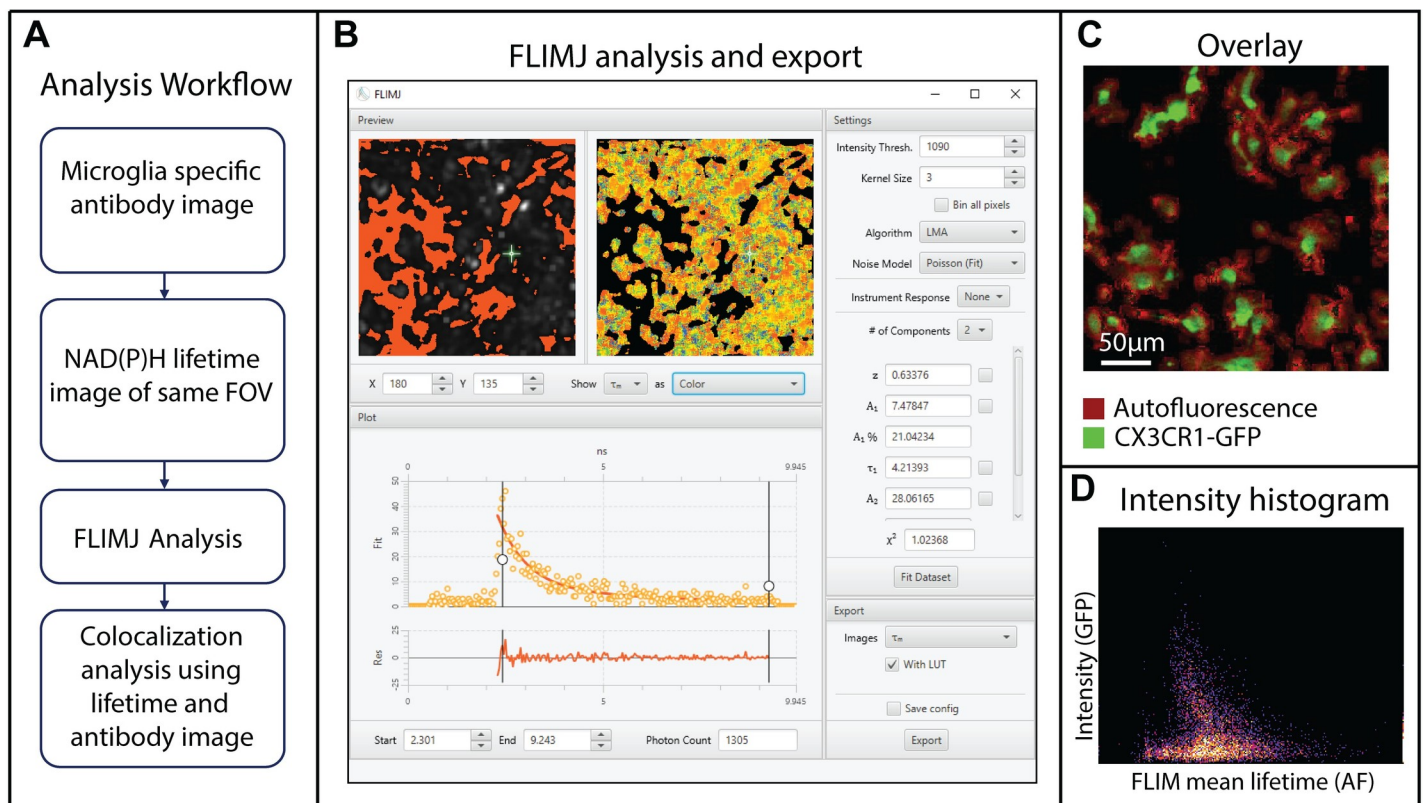 A
Analysis Workflow
Microglia specific
antibody image
NAD(P)H lifetime
image of same FOV
FLIMJ Analysis
Colocalization
analysis using
lifetime and
antibody image
B
FLIMJ analysis and export
FLIMJ
Preview
X 180 Y 135 Show τₘ as Color
Plot
ns
0 5 9.945
50
40
30
20
10
0
Fit
25
0
-25
Res
0 5 9.945
Start 2.301 End 9.243 Photon Count 1305
Settings
Intensity Thresh. 1090
Kernel Size 3
Bin all pixels
Algorithm LMA
Noise Model Poisson (Fit)
Instrument Response None
# of Components 2
z 0.63376
A₁ 7.47847
A₁ % 21.04234
τ₁ 4.21393
A₂ 28.06165
χ² 1.02368
Fit Dataset
Export
Images τₘ
With LUT
Save config
Export
C
Overlay
50μm
Autofluorescence
CX3CR1-GFP
D
Intensity histogram
Intensity (GFP)
FLIM mean lifetime (AF)